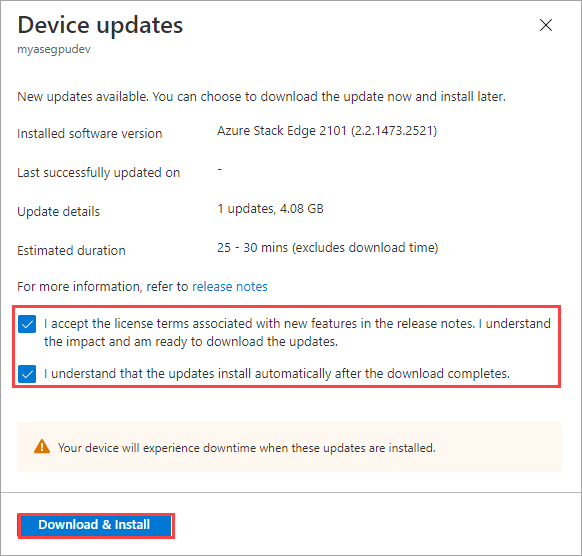 Device updates
myasegpudev
New updates available. You can choose to download the update now and install later.
Installed software version Azure Stack Edge 2101 (2.2.1473.2521)
Last successfully updated on -
Update details 1 updates, 4.08 GB
Estimated duration 25 - 30 mins (excludes download time)
For more information, refer to release notes
I accept the license terms associated with new features in the release notes. I understand
the impact and am ready to download the updates.
I understand that the updates install automatically after the download completes.
Your device will experience downtime when these updates are installed.
Download & Install